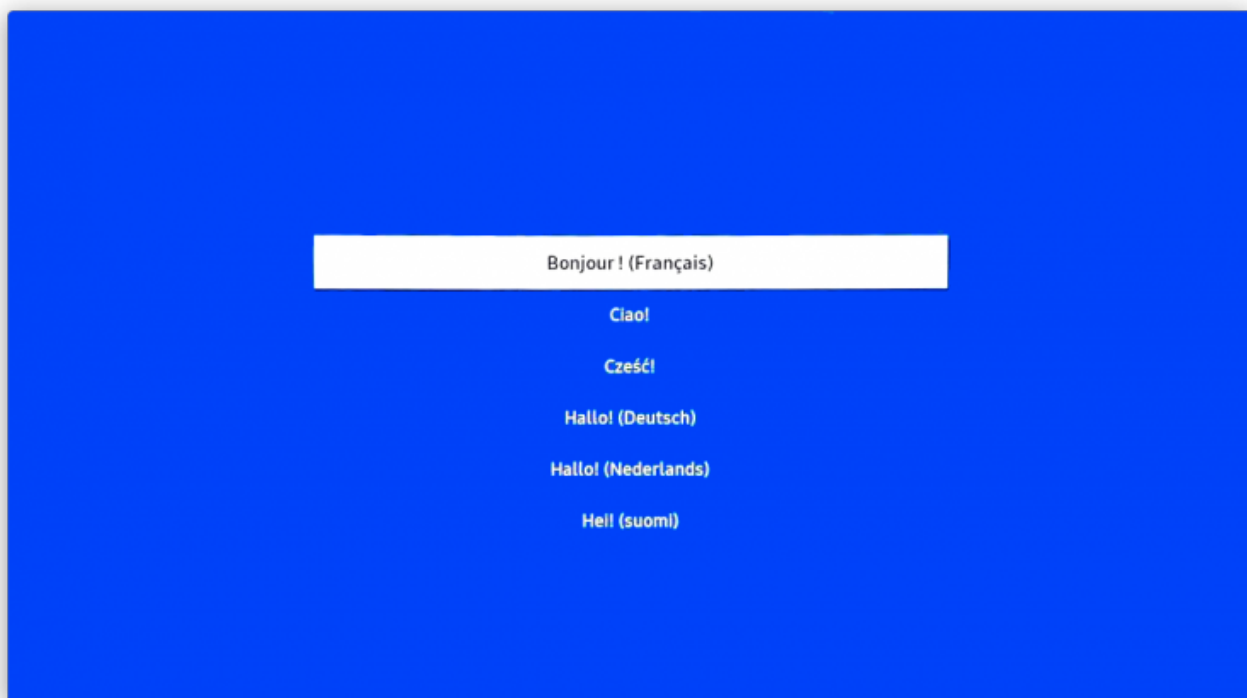 Bonjour ! (Français)
Ciao!
Cześć!
Hallo! (Deutsch)
Hallo! (Nederlands)
Hei! (suomi)